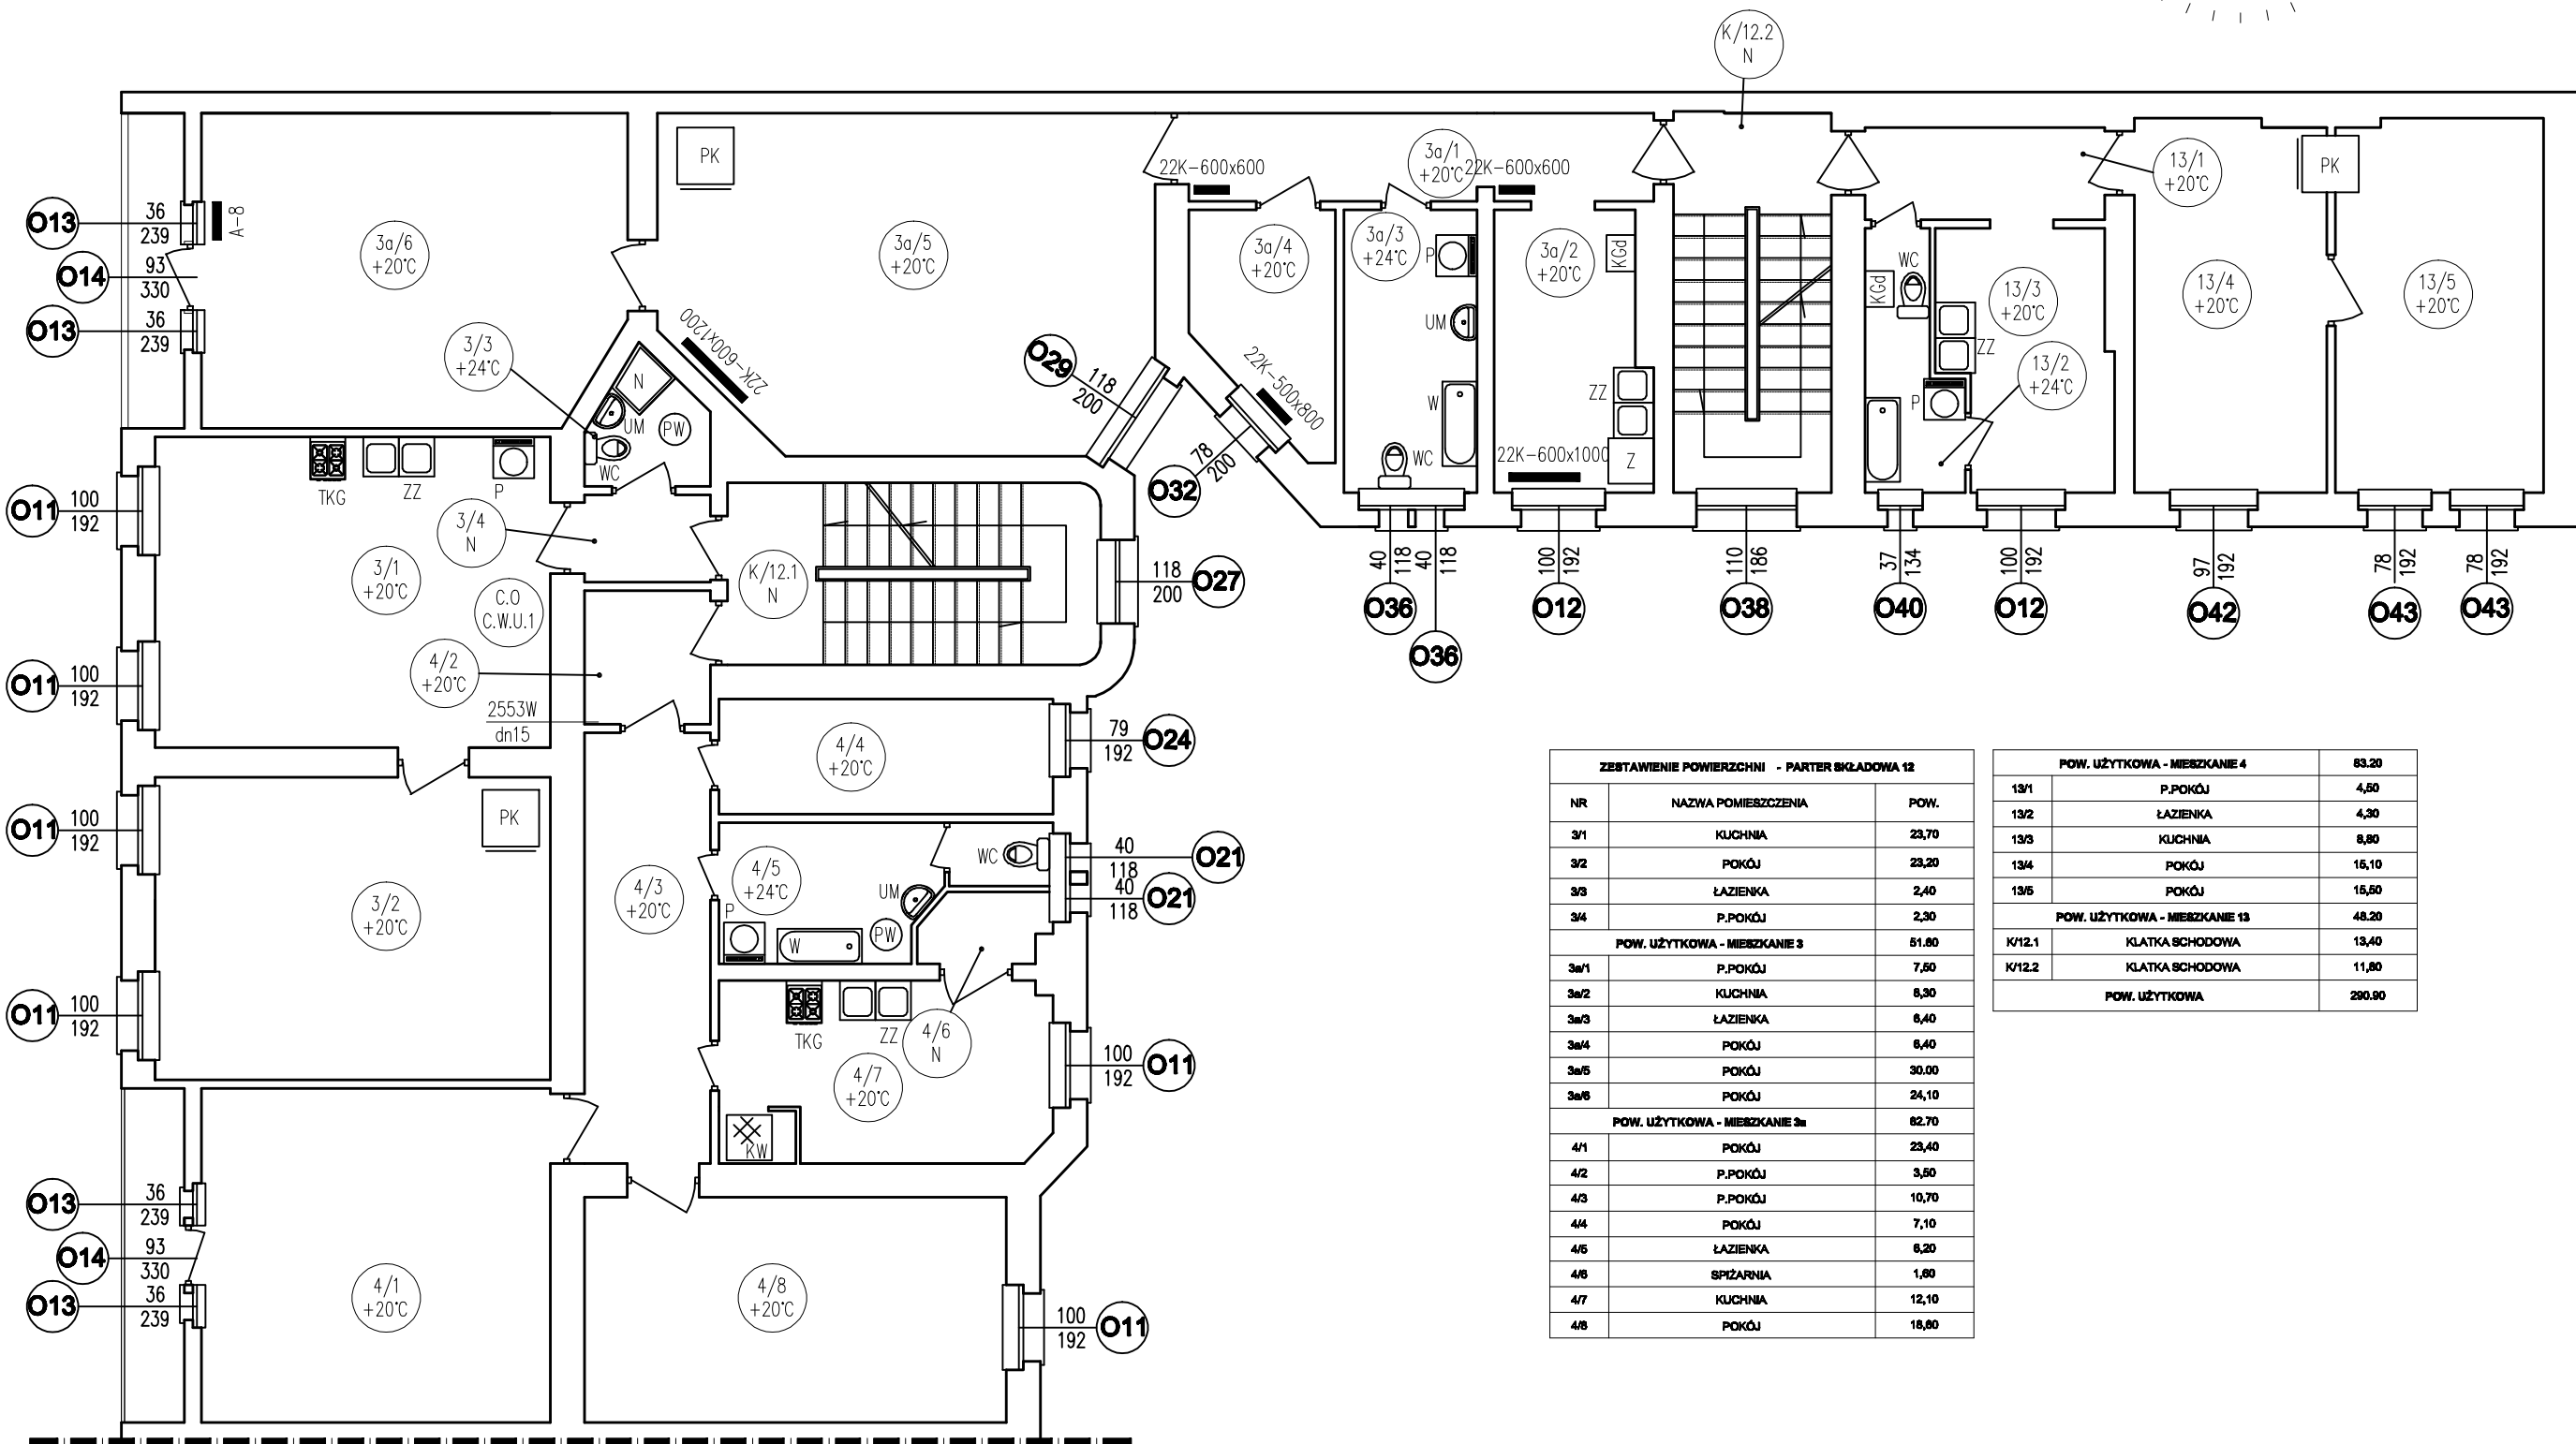 K/12.2
N
PK
22K-600x600
3a/1
+20°C
22K-600x600
13/1
+20°C
PK
O13
36
239
A-8
3a/6
+20°C
3a/5
+20°C
3a/4
+20°C
3a/3
+24°C
P
3a/2
+20°C
KGd
KGd
WC
13/3
+20°C
13/4
+20°C
13/5
+20°C
O14
93
330
O13
36
239
3/3
+24°C
N
UM
PW
WC
22K-600x1200
O29
118
200
22K-500x800
UM
W
WC
ZZ
22K-600x1000
Z
ZZ
13/2
+24°C
P
O32
78
200
O11
100
192
TKG
ZZ
P
3/4
N
3/1
+20°C
C.O
C.W.U.1
K/12.1
N
118
200
O27
40
118
O36
40
118
O36
100
192
O12
110
186
O38
37
134
O40
100
192
O12
97
192
O42
78
192
O43
78
192
O43
O11
100
192
4/2
+20°C
2553W
dn15
4/4
+20°C
79
192
O24
O11
100
192
PK
3/2
+20°C
4/3
+20°C
4/5
+24°C
WC
UM
P
W
PW
40
118
O21
40
118
O21
O11
100
192
TKG
ZZ
4/6
N
4/7
+20°C
KW
100
192
O11
O13
36
239
O14
93
330
O13
36
239
4/1
+20°C
4/8
+20°C
100
192
O11
ZESTAWIENIE POWIERZCHNI - PARTER SKŁADOWA 12
NR NAZWA POMIESZCZENIA POW.
3/1 KUCHNIA 23,70
3/2 POKÓJ 23,20
3/3 ŁAZIENKA 2,40
3/4 P.POKÓJ 2,30
POW. UŻYTKOWA - MIESZKANIE 3 51.60
3a/1 P.POKÓJ 7,50
3a/2 KUCHNIA 8,30
3a/3 ŁAZIENKA 6,40
3a/4 POKÓJ 6,40
3a/5 POKÓJ 30.00
3a/6 POKÓJ 24,10
POW. UŻYTKOWA - MIESZKANIE 3a 82.70
4/1 POKÓJ 23,40
4/2 P.POKÓJ 3,50
4/3 P.POKÓJ 10,70
4/4 POKÓJ 7,10
4/5 ŁAZIENKA 6,20
4/6 SPIŻARNIA 1,60
4/7 KUCHNIA 12,10
4/8 POKÓJ 18,60
POW. UŻYTKOWA - MIESZKANIE 4 83.20
13/1 P.POKÓJ 4,50
13/2 ŁAZIENKA 4,30
13/3 KUCHNIA 8,80
13/4 POKÓJ 15,10
13/5 POKÓJ 15,50
POW. UŻYTKOWA - MIESZKANIE 13 48.20
K/12.1 KLATKA SCHODOWA 13,40
K/12.2 KLATKA SCHODOWA 11,80
POW. UŻYTKOWA 290.90